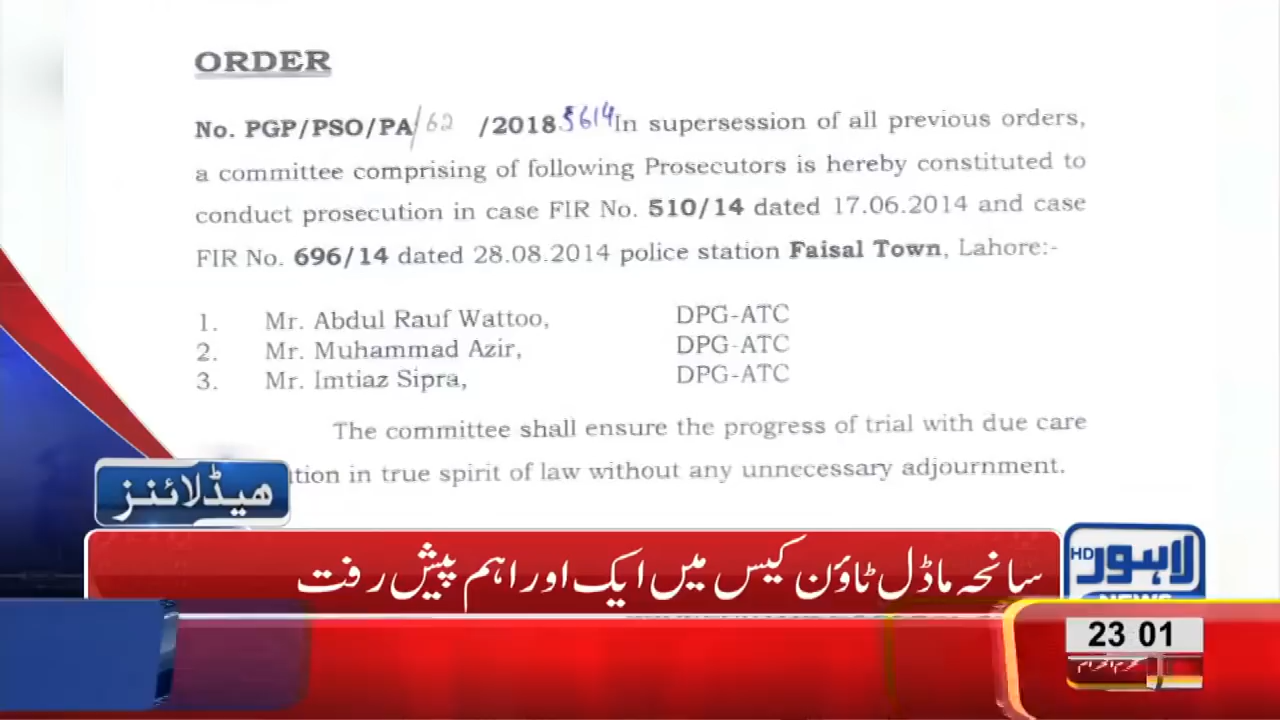 ORDER
No. PGP/PSO/PA/62 /2018 5614 In supersession of all previous orders,
a committee comprising of following Prosecutors is hereby constituted to
conduct prosecution in case FIR No. 510/14 dated 17.06.2014 and case
FIR No. 696/14 dated 28.08.2014 police station Faisal Town, Lahore:-
1. Mr. Abdul Rauf Wattoo, DPG-ATC
2. Mr. Muhammad Azir, DPG-ATC
3. Mr. Imtiaz Sipra, DPG-ATC
The committee shall ensure the progress of trial with due care
tion in true spirit of law without any unnecessary adjournment.
ھیڈلائنز
سانحہ ماڈل ٹاؤن کیس میں ایک اور اہم پیش رفت
لاہور HD
NEWS
23 01
محرم الحرام